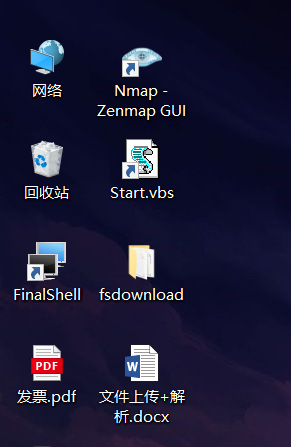 网络
Nmap -
Zenmap GUI
回收站
Start.vbs
FinalShell
fsdownload
PDF
发票.pdf
W
文件上传+解
析.docx